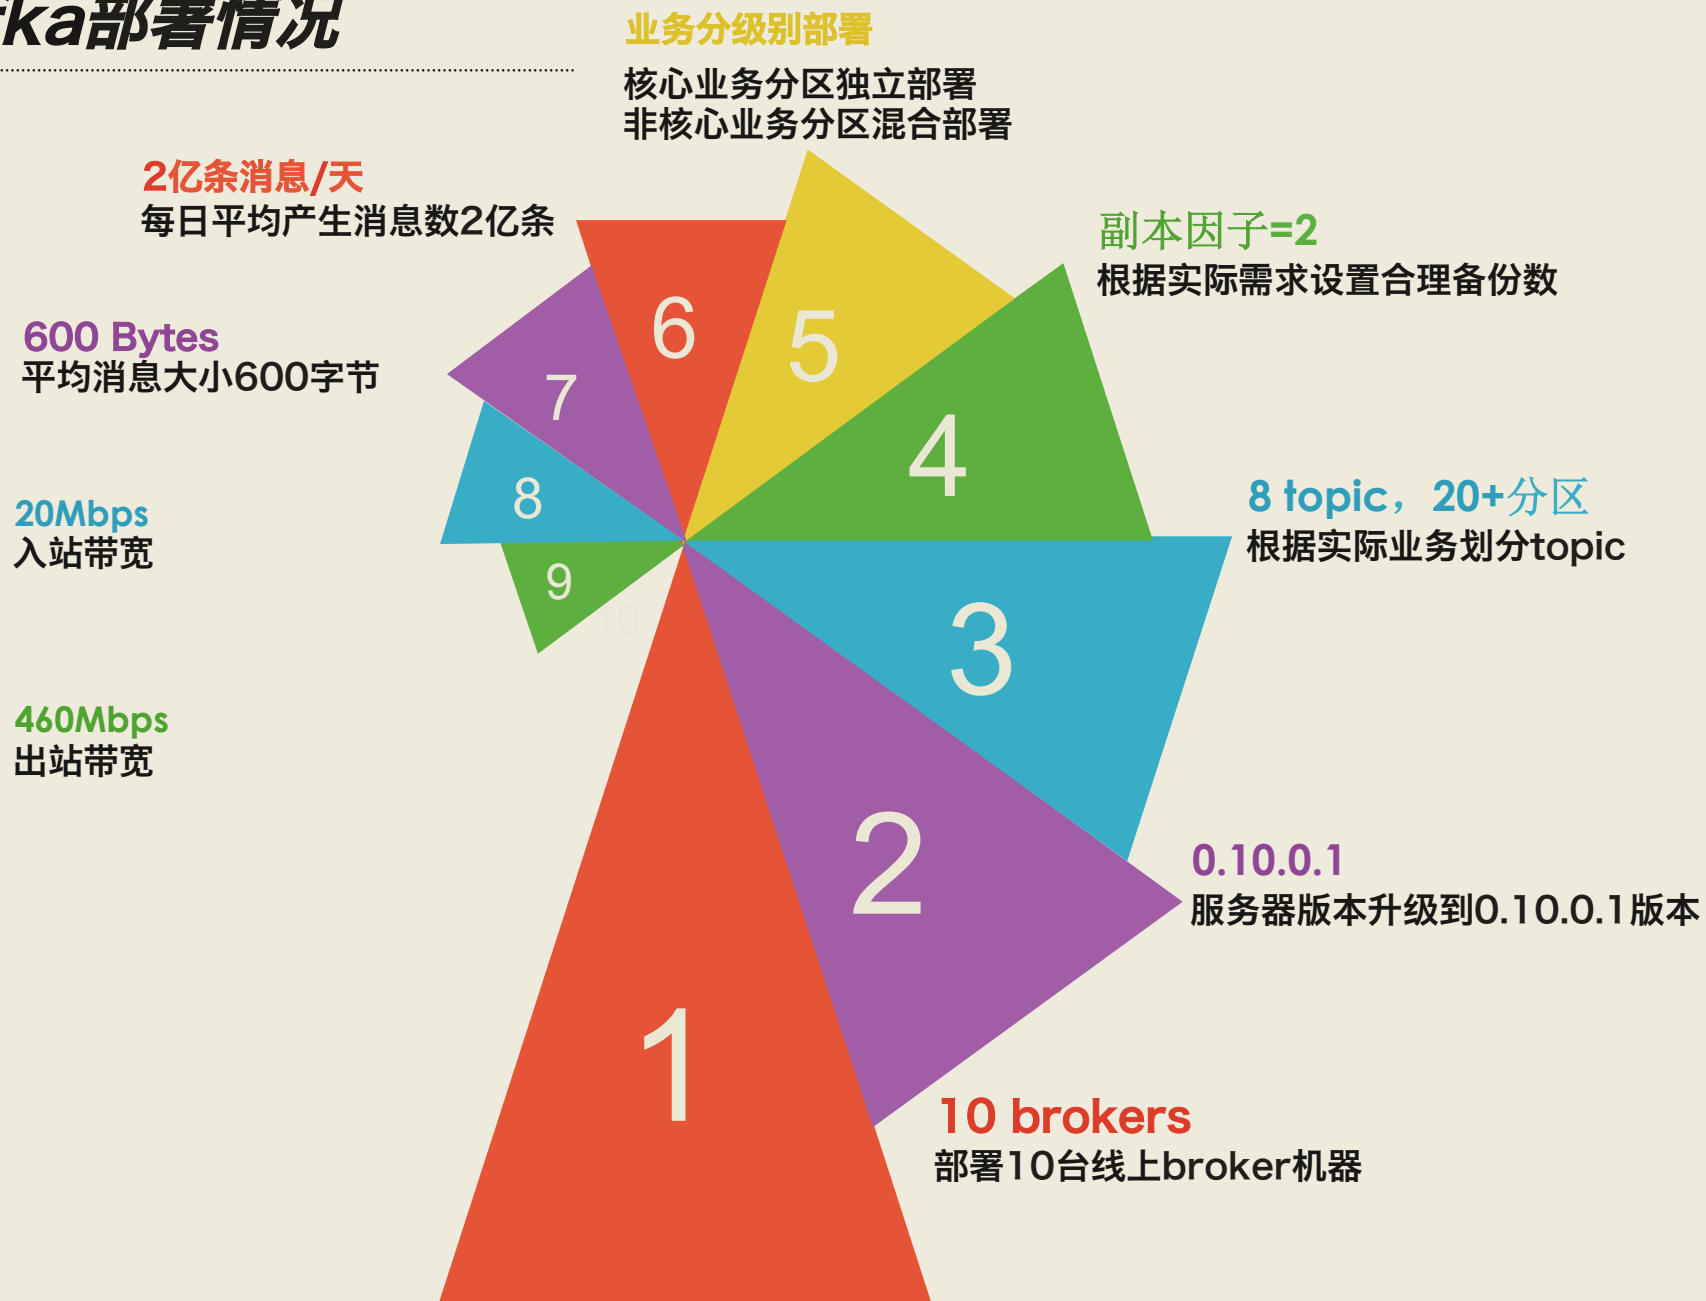 ka部署情况
业务分级别部署
核心业务分区独立部署
非核心业务分区混合部署
2亿条消息/天
每日平均产生消息数2亿条
副本因子=2
根据实际需求设置合理备份数
600 Bytes
平均消息大小600字节
20Mbps
入站带宽
8 topic，20+分区
根据实际业务划分topic
460Mbps
出站带宽
0.10.0.1
服务器版本升级到0.10.0.1版本
10 brokers
部署10台线上broker机器
6
5
7
4
8
9
10
3
2
1